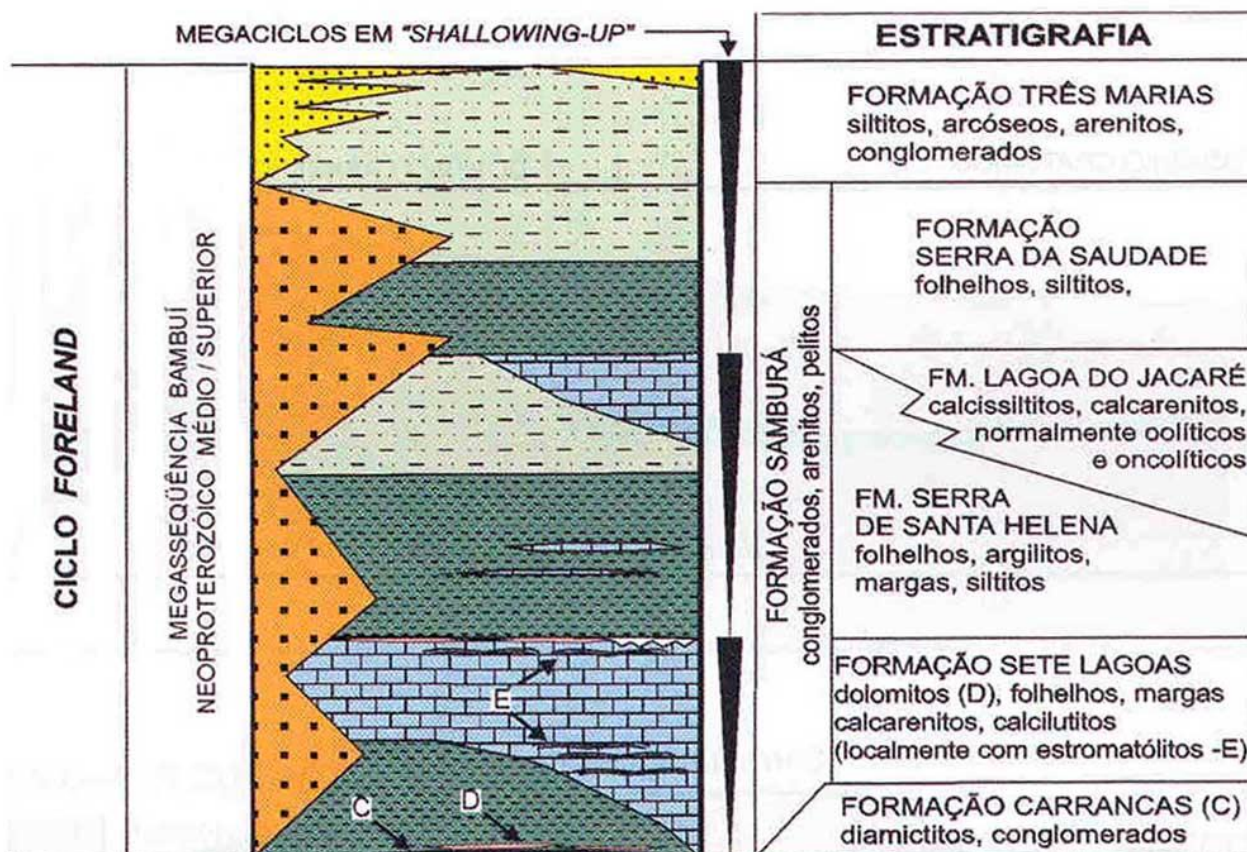 MEGACICLOS EM "SHALLOWING-UP"
ESTRATIGRAFIA
CICLO FORELAND
MEGASSEQÜÊNCIA BAMBUÍ
NEOPROTEROZÓICO MÉDIO / SUPERIOR
C
D
E
FORMAÇÃO TRÊS MARIAS
siltitos, arcóseos, arenitos,
conglomerados
FORMAÇÃO SAMBURÁ
conglomerados, arenitos, pelitos
FORMAÇÃO
SERRA DA SAUDADE
folhelhos, siltitos,
FM. LAGOA DO JACARÉ
calcissiltitos, calcarenitos,
normalmente oolíticos
e oncolíticos
FM. SERRA
DE SANTA HELENA
folhelhos, argilitos,
margas, siltitos
FORMAÇÃO SETE LAGOAS
dolomitos (D), folhelhos, margas
calcarenitos, calcilutitos
(localmente com estromatólitos -E)
FORMAÇÃO CARRANCAS (C)
diamictitos, conglomerados